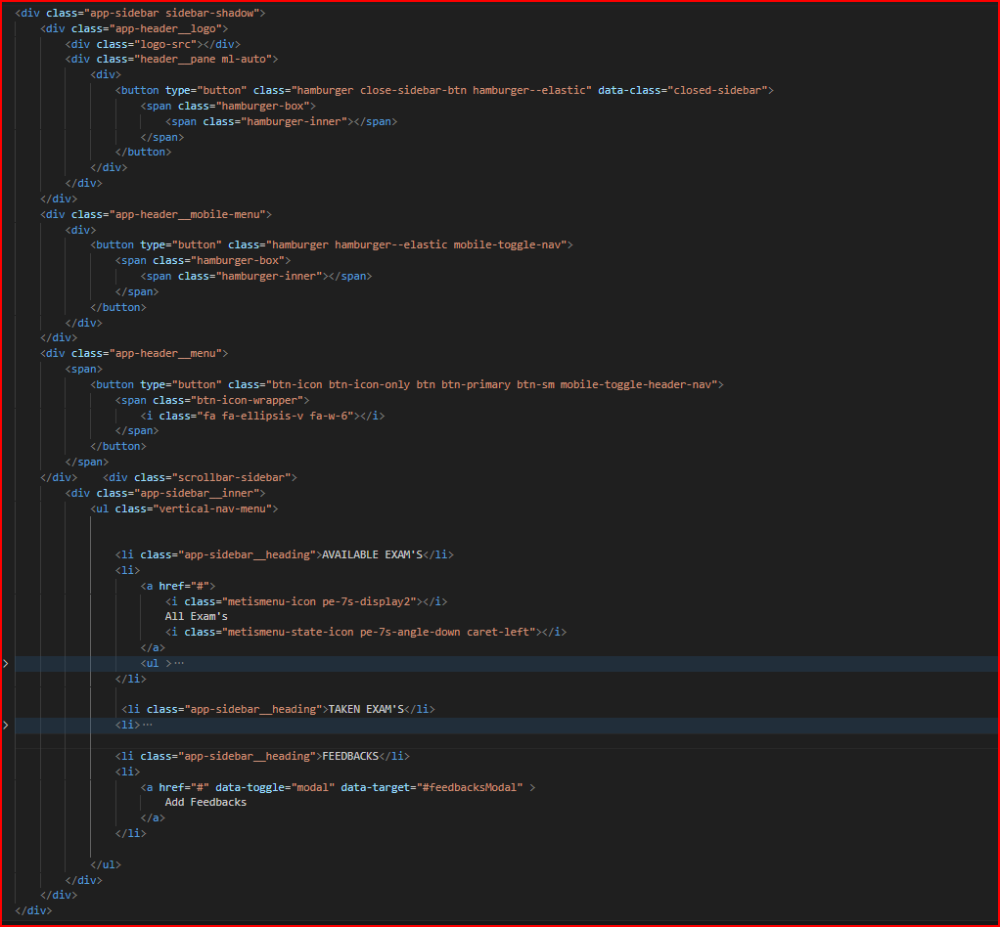 <div class="app-sidebar sidebar-shadow">
<div class="app-header__logo">
<div class="logo-src"></div>
<div class="header__pane ml-auto">
<div>
<button type="button" class="hamburger close-sidebar-btn hamburger--elastic" data-class="closed-sidebar">
<span class="hamburger-box">
<span class="hamburger-inner"></span>
</span>
</button>
</div>
</div>
</div>
<div class="app-header__mobile-menu">
<div>
<button type="button" class="hamburger hamburger--elastic mobile-toggle-nav">
<span class="hamburger-box">
<span class="hamburger-inner"></span>
</span>
</button>
</div>
</div>
<div class="app-header__menu">
<span>
<button type="button" class="btn-icon btn-icon-only btn btn-primary btn-sm mobile-toggle-header-nav">
<span class="btn-icon-wrapper">
<i class="fa fa-ellipsis-v fa-w-6"></i>
</span>
</button>
</span>
</div>    <div class="scrollbar-sidebar">
<div class="app-sidebar__inner">
<ul class="vertical-nav-menu">
<li class="app-sidebar__heading">AVAILABLE EXAM'S</li>
<li>
<a href="#">
<i class="metismenu-icon pe-7s-display2"></i>
All Exam's
<i class="metismenu-state-icon pe-7s-angle-down caret-left"></i>
</a>
<ul >…
</li>
<li class="app-sidebar__heading">TAKEN EXAM'S</li>
<li>…
<li class="app-sidebar__heading">FEEDBACKS</li>
<li>
<a href="#" data-toggle="modal" data-target="#feedbacksModal" >
Add Feedbacks
</a>
</li>
</ul>
</div>
</div>
</div>